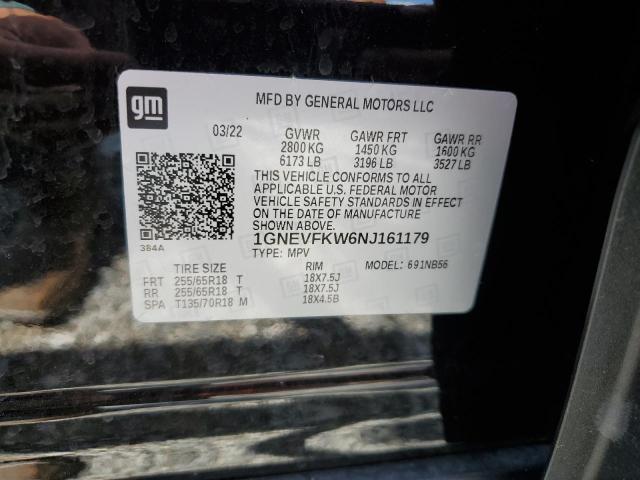 gm
MFD BY GENERAL MOTORS LLC
03/22 GVWR GAWR FRT GAWR RR
2800 KG 1450 KG 1600 KG
6173 LB 3196 LB 3527 LB
THIS VEHICLE CONFORMS TO ALL
APPLICABLE U.S. FEDERAL MOTOR
VEHICLE SAFETY STANDARDS IN EFFECT
ON THE DATE OF MANUFACTURE
SHOWN ABOVE.
1GNEVFKW6NJ161179
384A
TYPE: MPV MODEL: 691NB56
TIRE SIZE RIM
FRT 255/65R18 T 18X7.5J
RR 255/65R18 T 18X7.5J
SPA T135/70R18 M 18X4.5B